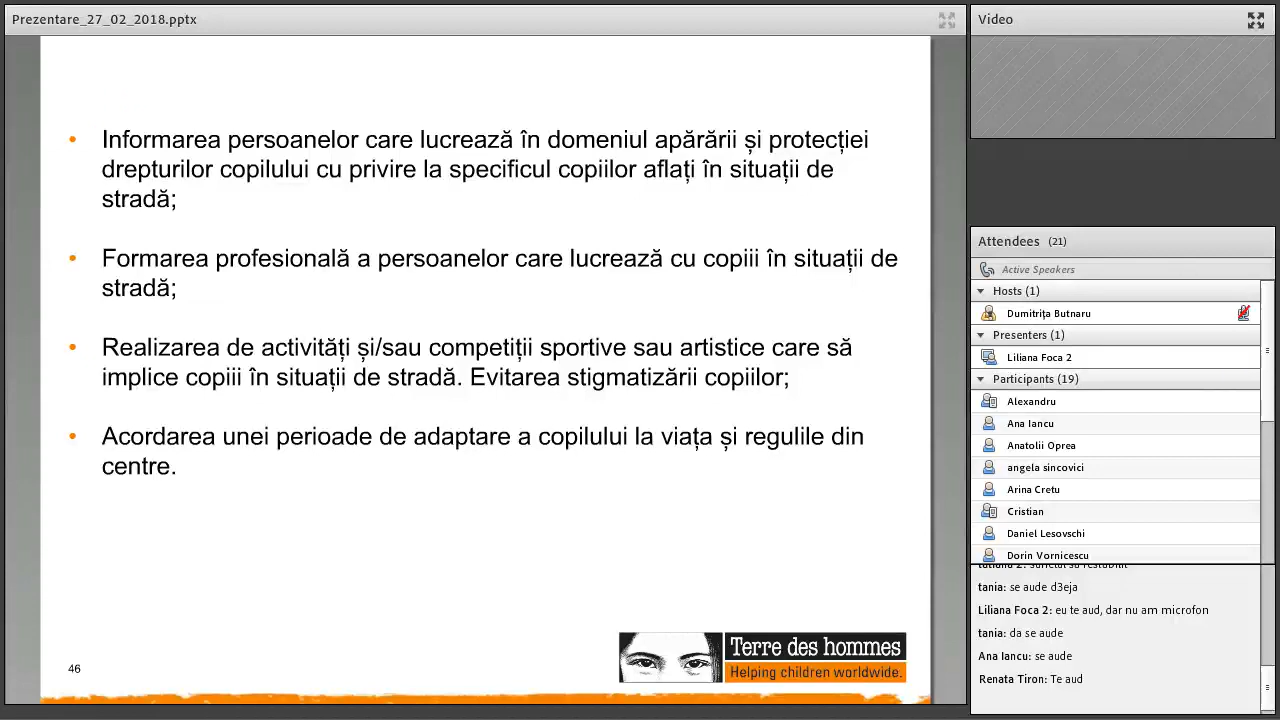 Prezentare_27_02_2018.pptx
• Informarea persoanelor care lucrează în domeniul apărării și protecției
drepturilor copilului cu privire la specificul copiilor aflați în situații de
stradă;
• Formarea profesională a persoanelor care lucrează cu copiii în situații de
stradă;
• Realizarea de activități și/sau competiții sportive sau artistice care să
implice copiii în situații de stradă. Evitarea stigmatizării copiilor;
• Acordarea unei perioade de adaptare a copilului la viața și regulile din
centre.
46
Terre des hommes
Helping children worldwide.
Video
Attendees (21)
Active Speakers
Hosts (1)
Dumitrița Butnaru
Presenters (1)
Liliana Foca 2
Participants (19)
Alexandru
Ana Iancu
Anatolii Oprea
angela sincovici
Arina Cretu
Cristian
Daniel Lesovschi
Dorin Vornicescu
tania: se aude d3eja
Liliana Foca 2: eu te aud, dar nu am microfon
tania: da se aude
Ana Iancu: se aude
Renata Tiron: Te aud